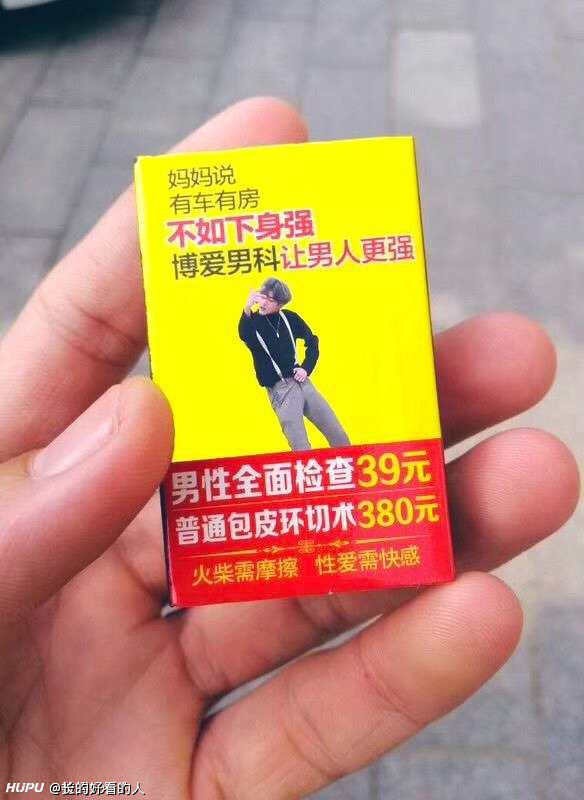 妈妈说
有车有房
不如下身强
博爱男科让男人更强
男性全面检查39元
普通包皮环切术380元
火柴需摩擦 性爱需快感
HUPU @长的好看的人